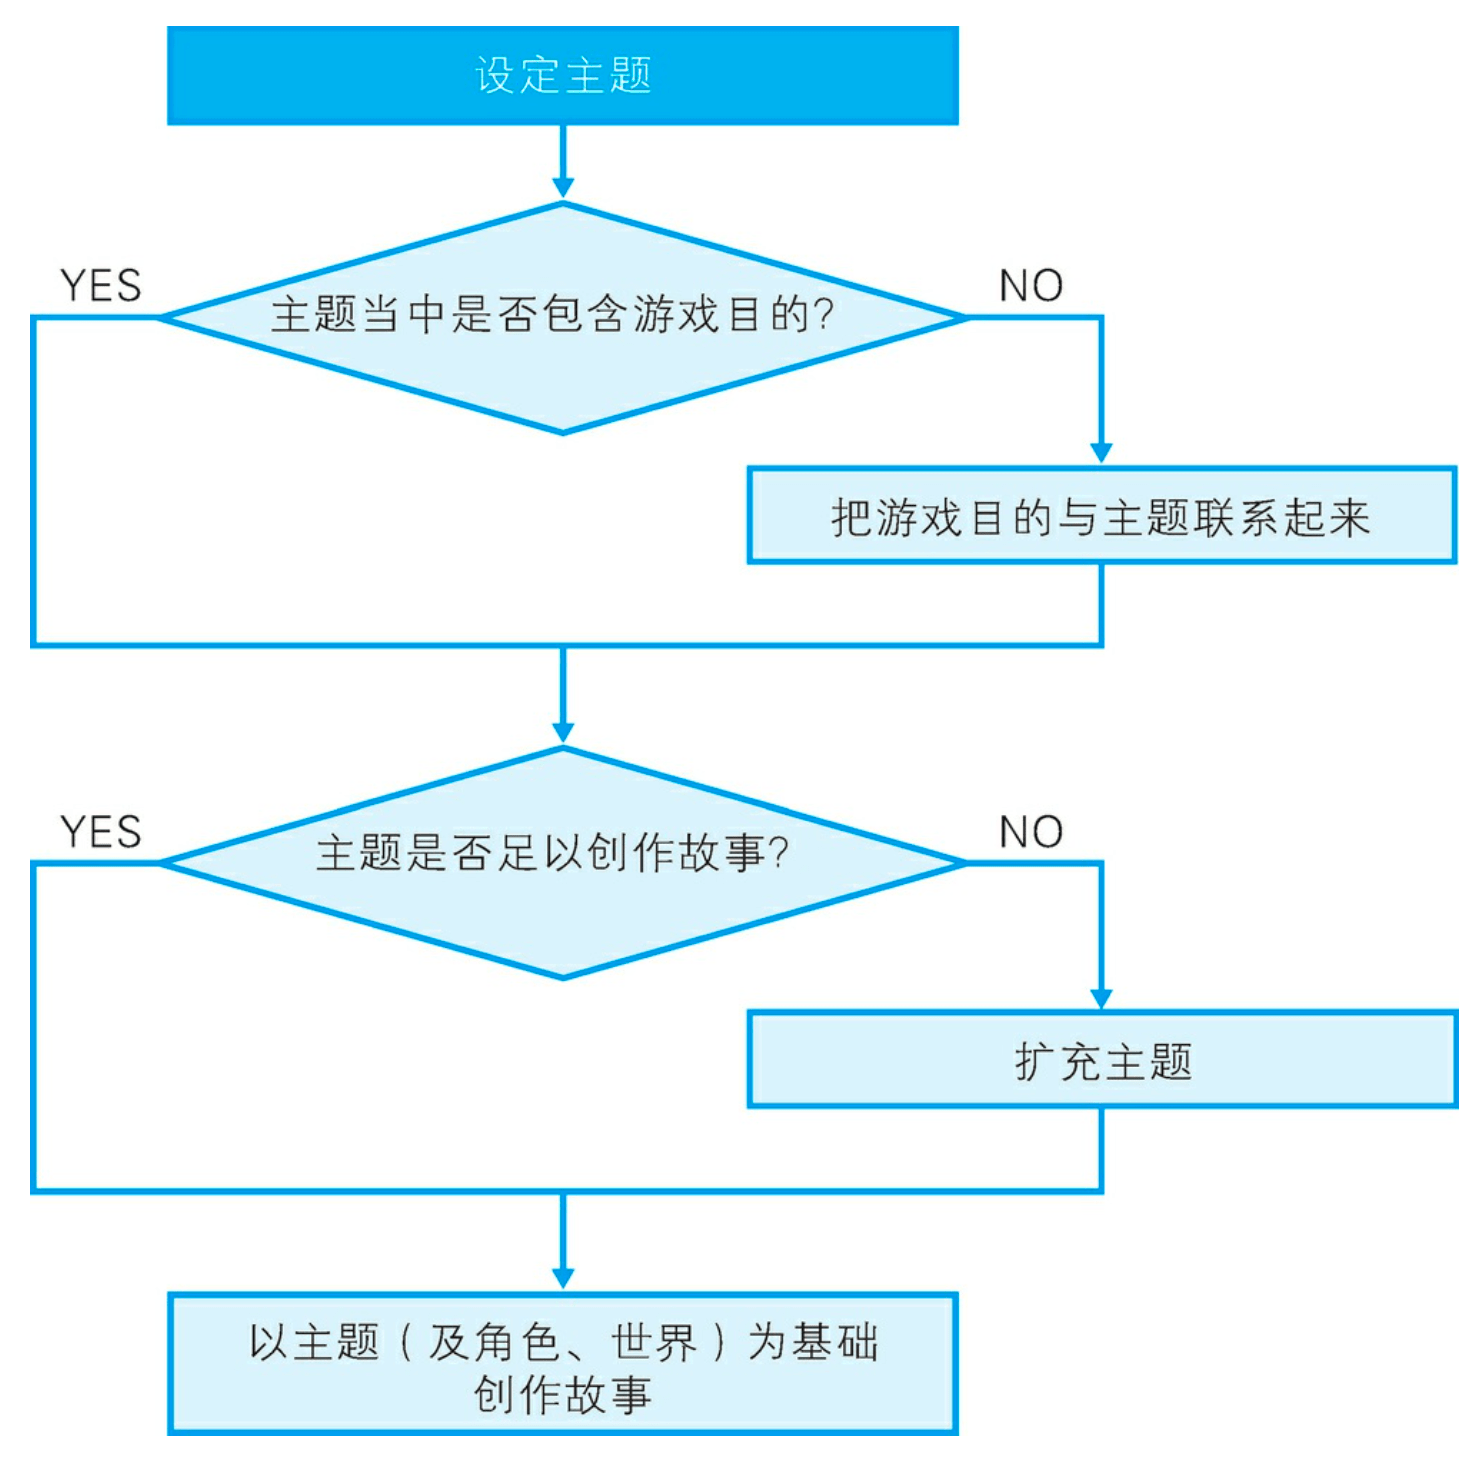 设定主题
YES
NO
主题当中是否包含游戏目的?
把游戏目的与主题联系起来
YES
NO
主题是否足以创作故事?
扩充主题
以主题（及角色、世界）为基础
创作故事